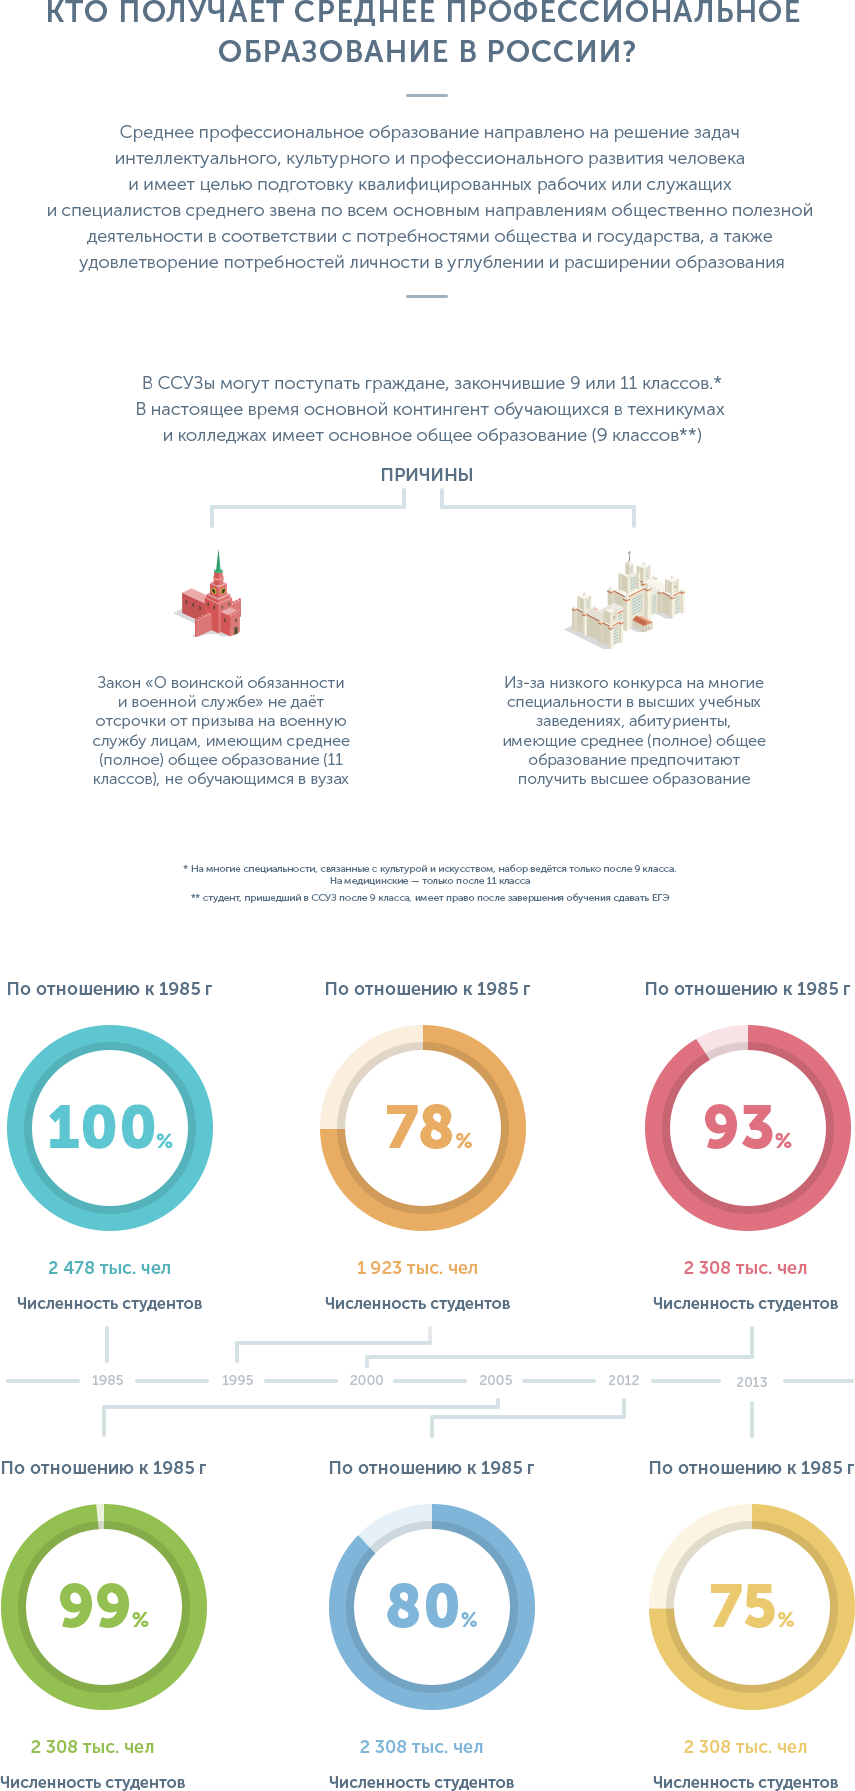 КТО ПОЛУЧАЕТ СРЕДНЕЕ ПРОФЕССИОНАЛЬНОЕ
ОБРАЗОВАНИЕ В РОССИИ?
Среднее профессиональное образование направлено на решение задач
интеллектуального, культурного и профессионального развития человека
и имеет целью подготовку квалифицированных рабочих или служащих
и специалистов среднего звена по всем основным направлениям общественно полезной
деятельности в соответствии с потребностями общества и государства, а также
удовлетворение потребностей личности в углублении и расширении образования
В ССУЗы могут поступать граждане, закончившие 9 или 11 классов.*
В настоящее время основной контингент обучающихся в техникумах
и колледжах имеет основное общее образование (9 классов**)
ПРИЧИНЫ
Закон «О воинской обязанности
и военной службе» не даёт
отсрочки от призыва на военную
службу лицам, имеющим среднее
(полное) общее образование (11
классов), не обучающимся в вузах
Из-за низкого конкурса на многие
специальности в высших учебных
заведениях, абитуриенты,
имеющие среднее (полное) общее
образование предпочитают
получить высшее образование
* На многие специальности, связанные с культурой и искусством, набор ведётся только после 9 класса.
На медицинские — только после 11 класса
** студент, пришедший в ССУЗ после 9 класса, имеет право после завершения обучения сдавать ЕГЭ
По отношению к 1985 г
100%
2 478 тыс. чел
Численность студентов
По отношению к 1985 г
78%
1 923 тыс. чел
Численность студентов
По отношению к 1985 г
93%
2 308 тыс. чел
Численность студентов
1985
1995
2000
2005
2012
2013
По отношению к 1985 г
99%
2 308 тыс. чел
Численность студентов
По отношению к 1985 г
80%
2 308 тыс. чел
Численность студентов
По отношению к 1985 г
75%
2 308 тыс. чел
Численность студентов